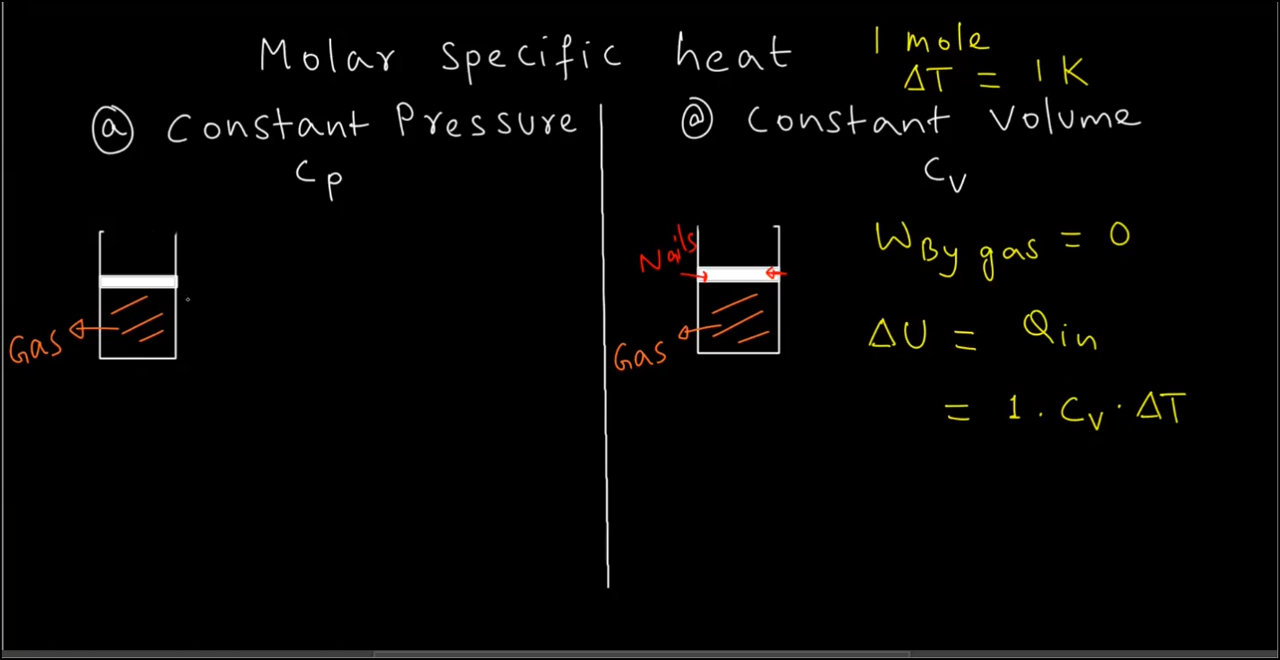 Molar specific heat
1 mole
ΔT = 1 K
@ Constant Pressure
Cp
Gas
@ Constant Volume
Cv
Nails
Gas
W By gas = 0
ΔU = Qin
= 1 . Cv . ΔT